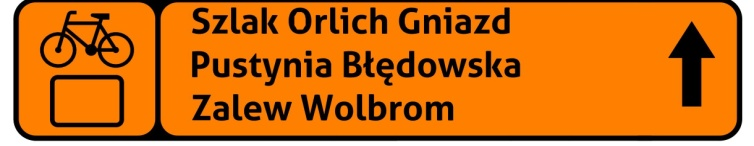 Szlak Orlich Gniazd
Pustynia Błędowska
Zalew Wolbrom